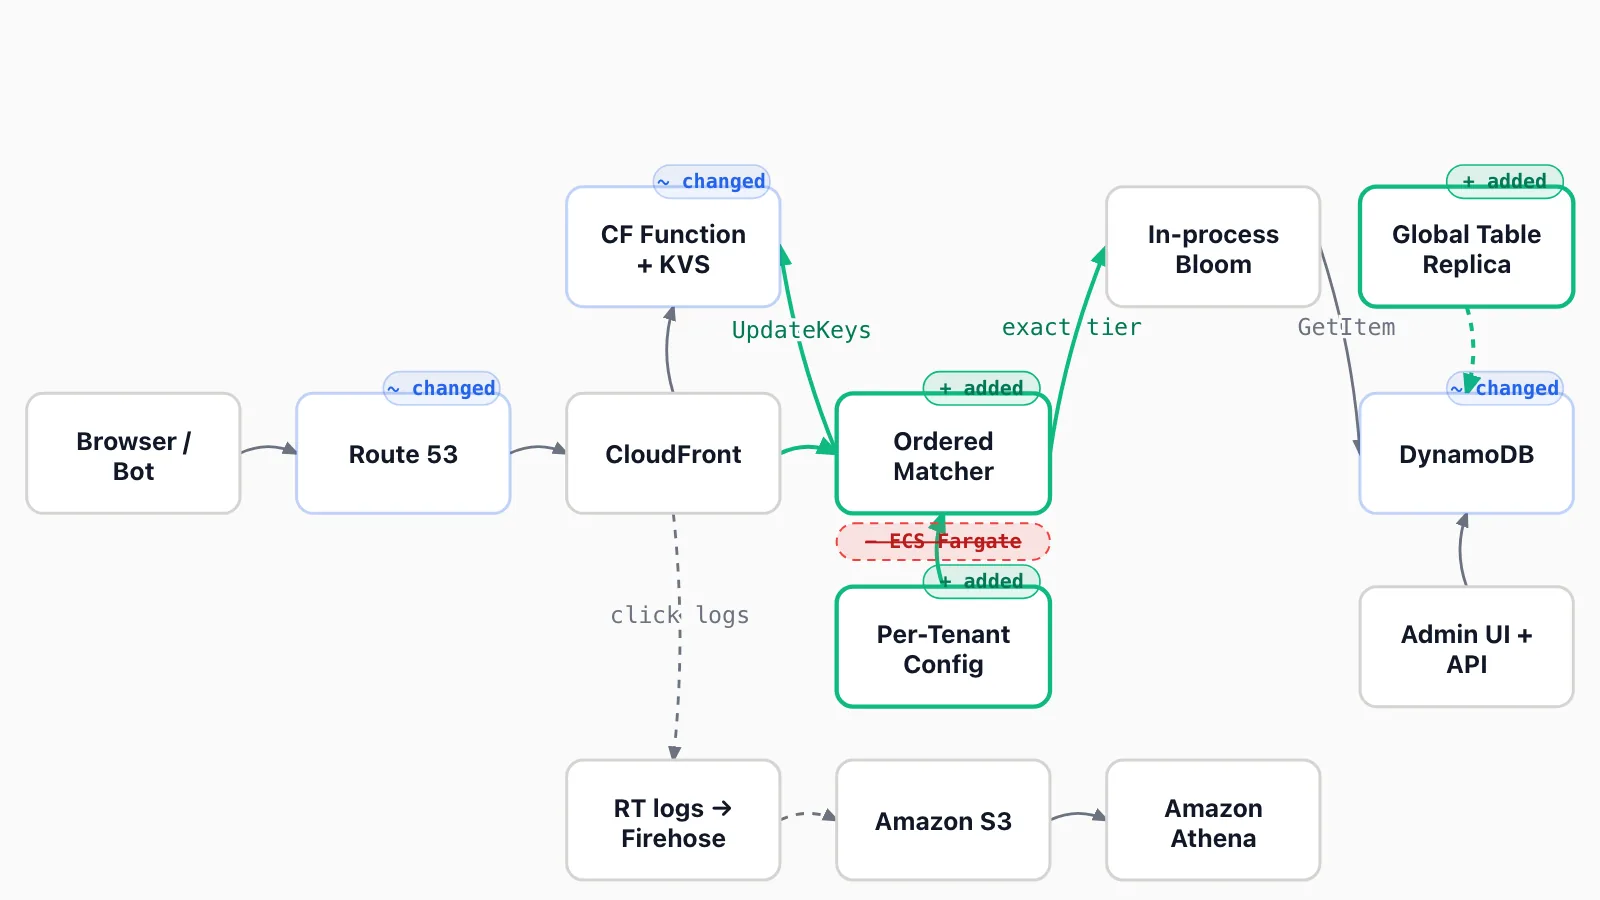 ~ changed
CF Function
+ KVS
In-process
Bloom
+ added
Global Table
Replica
UpdateKeys
exact tier
GetItem
Browser /
Bot
~ changed
Route 53
CloudFront
+ added
Ordered
Matcher
~ changed
DynamoDB
− ECS Fargate
+ added
Per-Tenant
Config
click logs
Admin UI +
API
RT logs →
Firehose
Amazon S3
Amazon
Athena